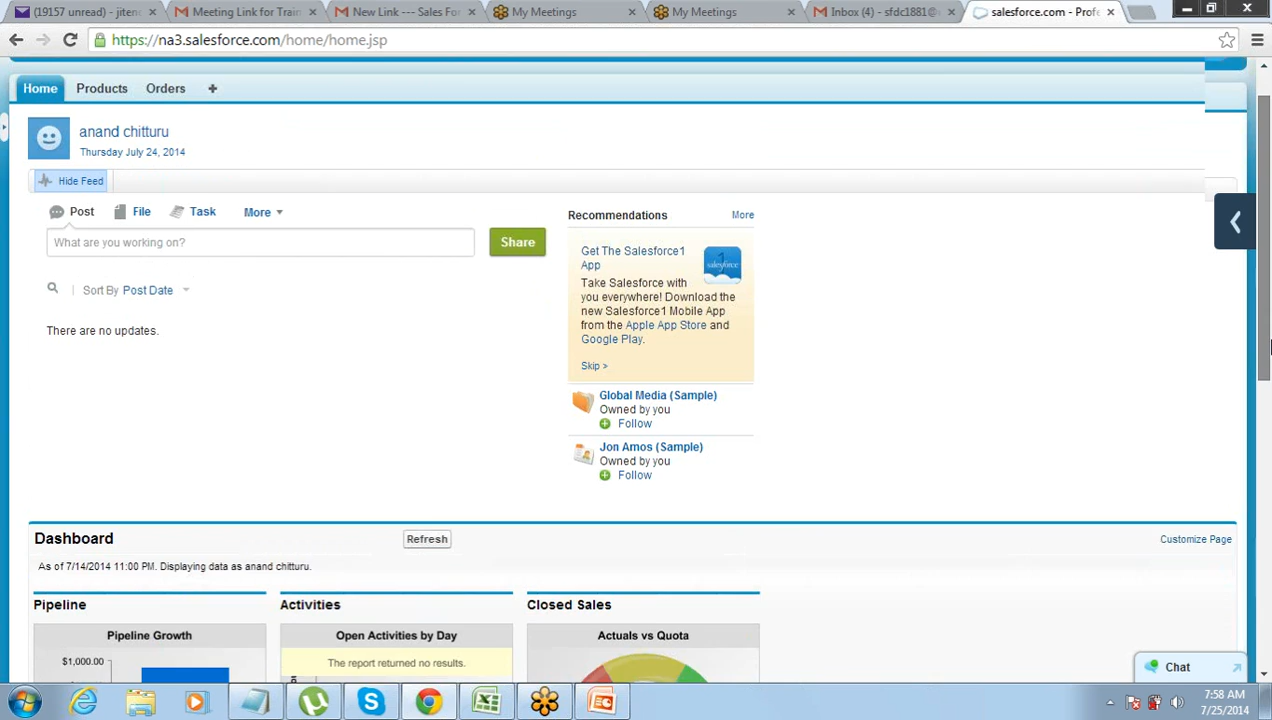 (19157 unread) - jiten
Meeting Link for Train
New Link --- Sales For
My Meetings
My Meetings
Inbox (4) - sfdc1881@
salesforce.com - Profe
https://na3.salesforce.com/home/home.jsp
Home Products Orders +
anand chitturu
Thursday July 24, 2014
Hide Feed
Post File Task More
What are you working on?
Share
Sort By Post Date
There are no updates.
Recommendations More
Get The Salesforce1
App
salesforce1
Take Salesforce with
you everywhere! Download the
new Salesforce1 Mobile App
from the Apple App Store and
Google Play.
Skip >
Global Media (Sample)
Owned by you
Follow
Jon Amos (Sample)
Owned by you
Follow
Dashboard Refresh Customize Page
As of 7/14/2014 11:00 PM. Displaying data as anand chitturu.
Pipeline Activities Closed Sales
Pipeline Growth Open Activities by Day Actuals vs Quota
$1,000.00
The report returned no results.
Chat
7:58 AM
7/25/2014